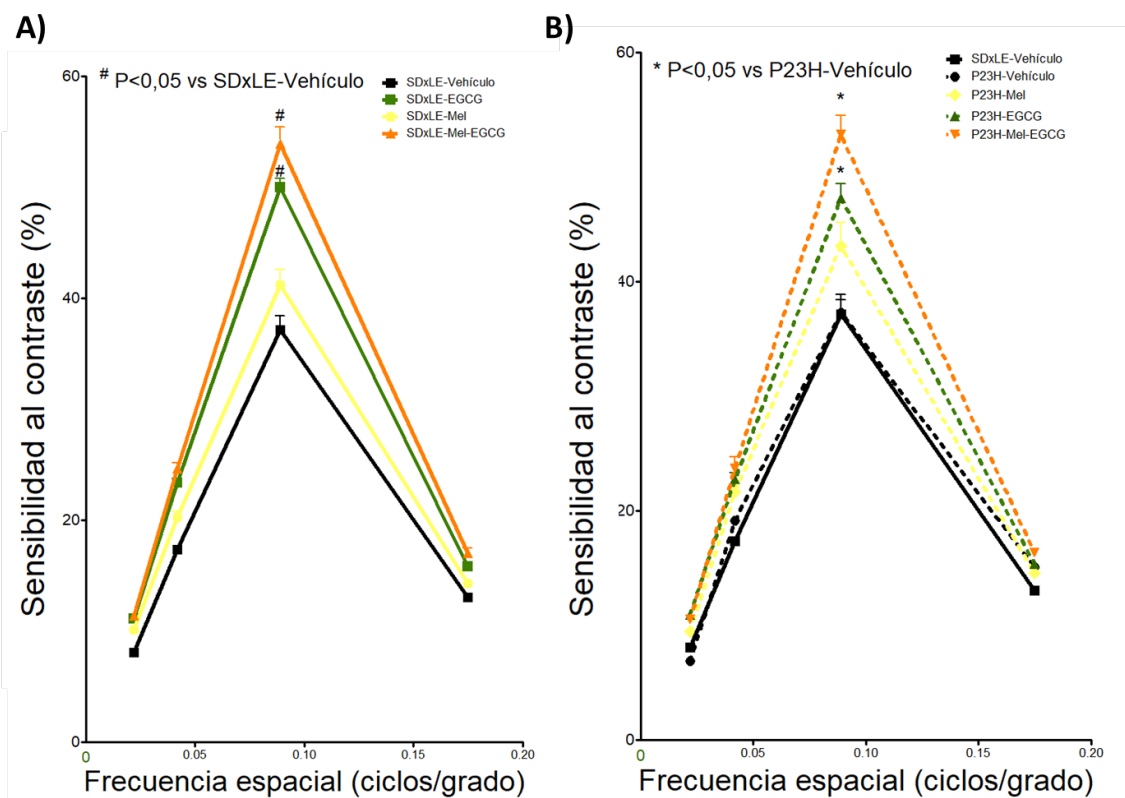 A)
# P<0,05 vs SDxLE-Vehículo
SDxLE-Vehículo
SDxLE-EGCG
SDxLE-Mel
SDxLE-Mel-EGCG
#
#
Sensibilidad al contraste (%)
60
40
20
0
0
0.05
0.10
0.15
0.20
Frecuencia espacial (ciclos/grado)
B)
* P<0,05 vs P23H-Vehículo
SDxLE-Vehículo
P23H-Vehículo
P23H-Mel
P23H-EGCG
P23H-Mel-EGCG
*
*
Sensibilidad al contraste (%)
60
40
20
0
0
0.05
0.10
0.15
0.20
Frecuencia espacial (ciclos/grado)